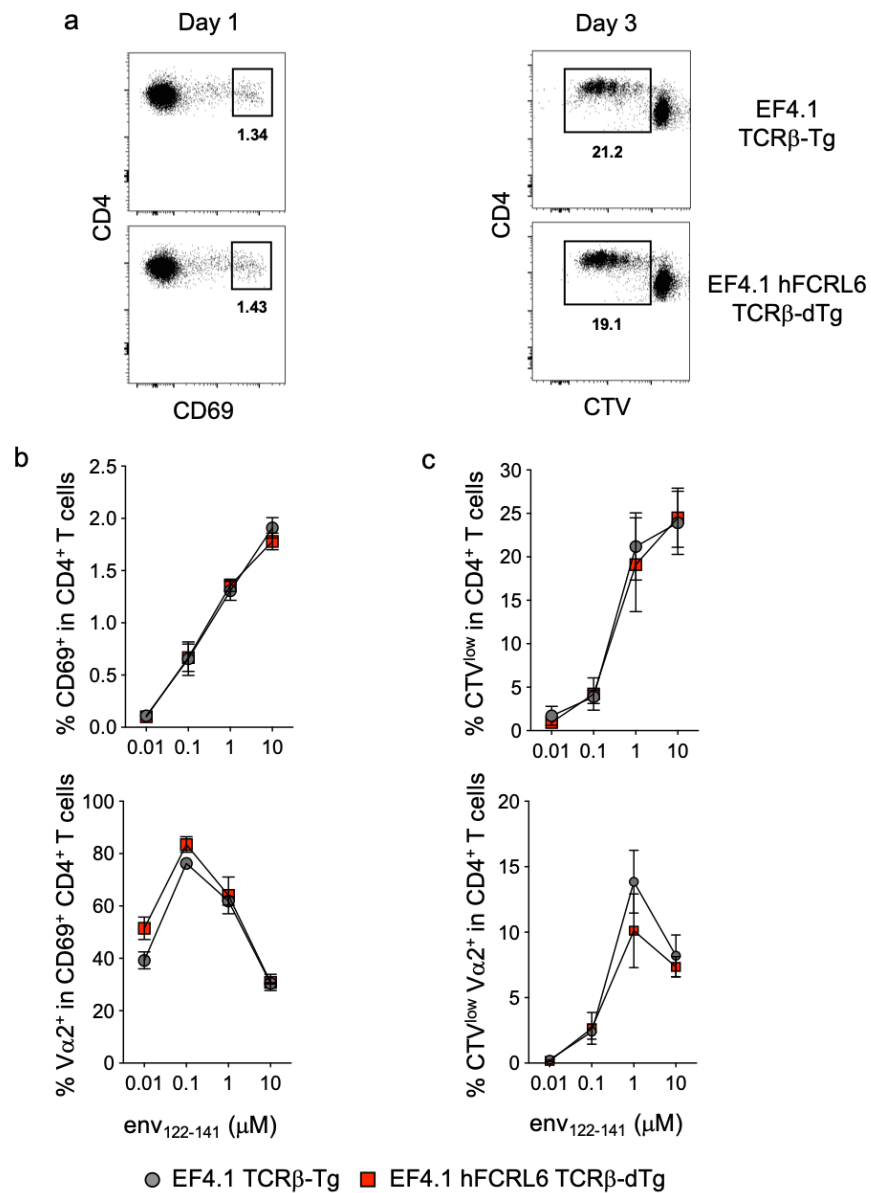 a
Day 1
Day 3
1.34
21.2
EF4.1
TCRβ-Tg
CD4
CD4
1.43
19.1
EF4.1 hFCRL6
TCRβ-dTg
CD69
CTV
b
% CD69⁺ in CD4⁺ T cells
2.5
2.0
1.5
1.0
0.5
0.0
0.01 0.1 1 10
c
% CTVˡᵒʷ in CD4⁺ T cells
30
25
20
15
10
5
0
0.01 0.1 1 10
% Vα2⁺ in CD69⁺ CD4⁺ T cells
100
80
60
40
20
0
0.01 0.1 1 10
env₁₂₂₋₁₄₁ (μM)
% CTVˡᵒʷ Vα2⁺ in CD4⁺ T cells
20
15
10
5
0
0.01 0.1 1 10
env₁₂₂₋₁₄₁ (μM)
EF4.1 TCRβ-Tg
EF4.1 hFCRL6 TCRβ-dTg